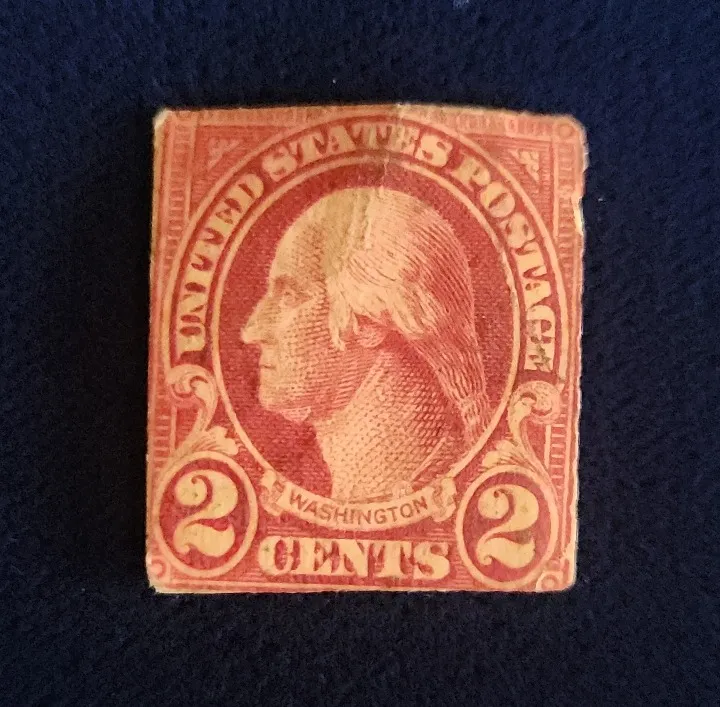 UNITED STATES POSTAGE
WASHINGTON
2 CENTS 2